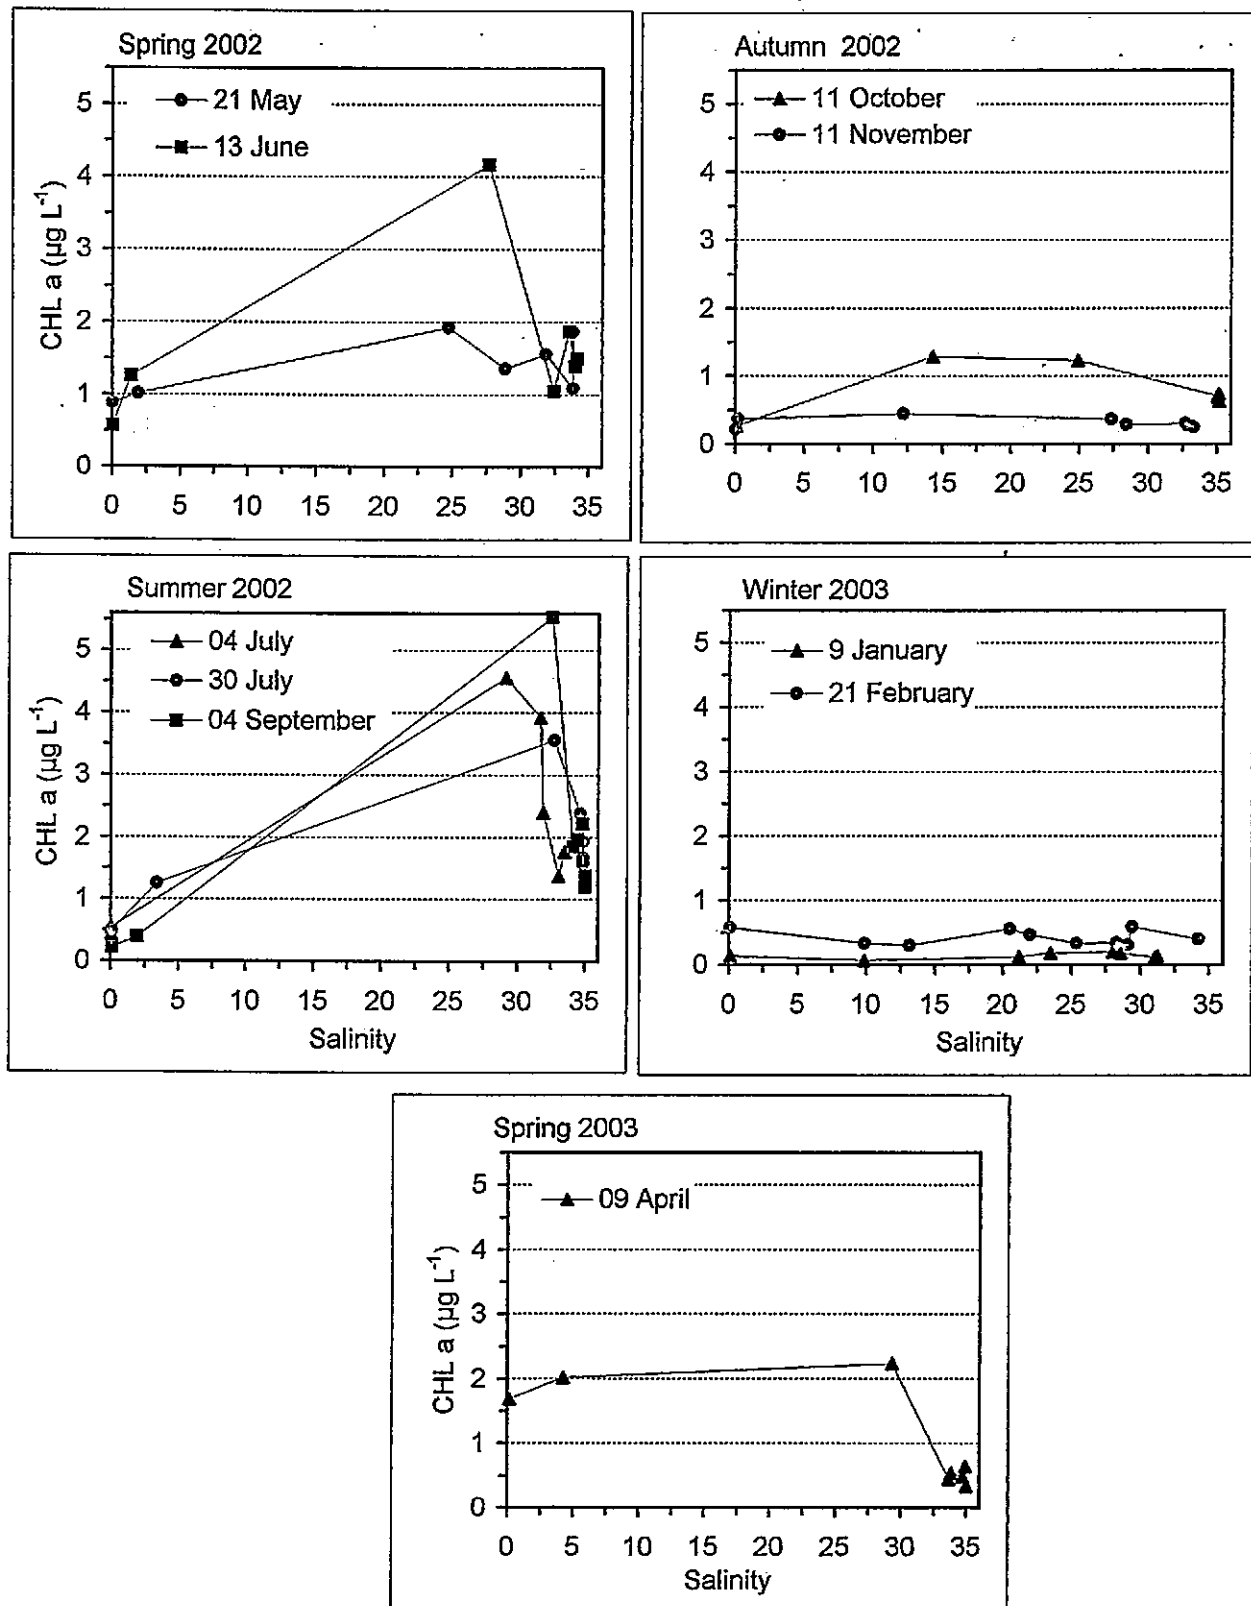 Spring 2002
21 May
13 June
CHL a (µg L⁻¹)
5
4
3
2
1
0
0 5 10 15 20 25 30 35
Autumn 2002
11 October
11 November
5
4
3
2
1
0
0 5 10 15 20 25 30 35
Summer 2002
04 July
30 July
04 September
CHL a (µg L⁻¹)
5
4
3
2
1
0
0 5 10 15 20 25 30 35
Salinity
Winter 2003
9 January
21 February
5
4
3
2
1
0
0 5 10 15 20 25 30 35
Salinity
Spring 2003
09 April
CHL a (µg L⁻¹)
5
4
3
2
1
0
0 5 10 15 20 25 30 35
Salinity